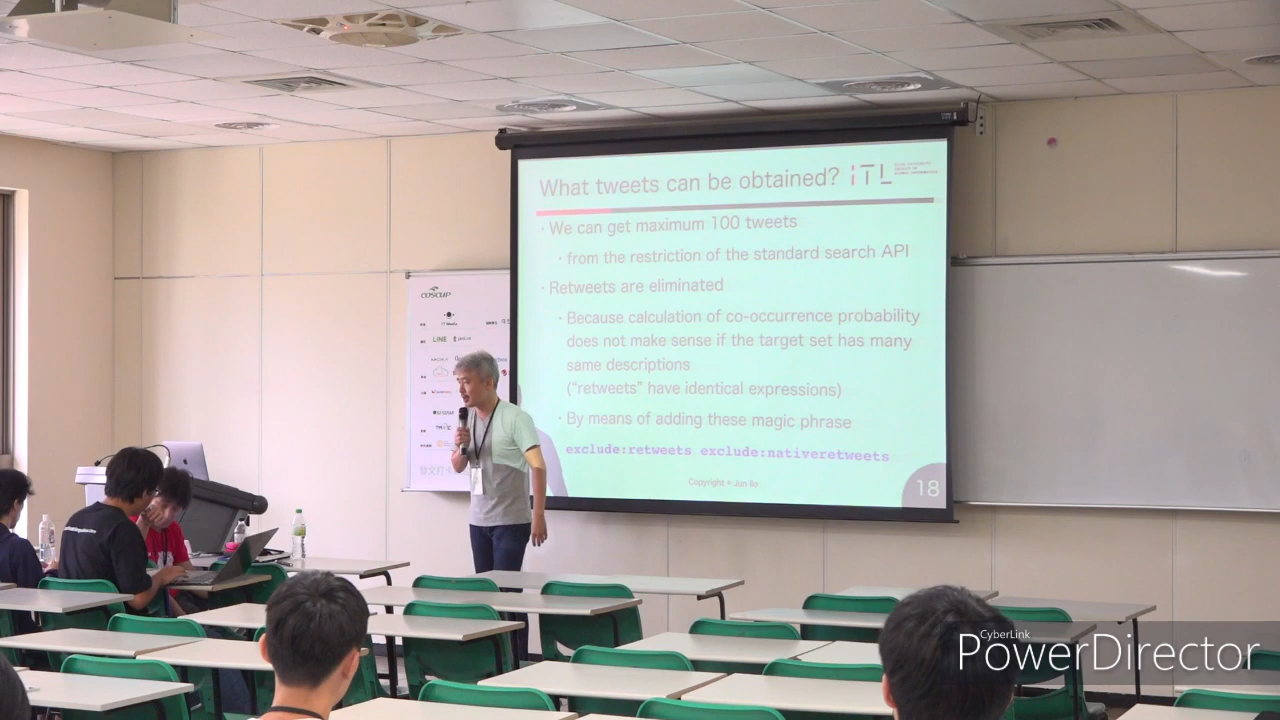 What tweets can be obtained?
iTL
· We can get maximum 100 tweets
· from the restriction of the standard search API
· Retweets are eliminated
· Because calculation of co-occurrence probability
does not make sense if the target set has many
same descriptions
("retweets" have identical expressions)
· By means of adding these magic phrase
exclude:retweets exclude:nativeretweets
18
COSCUP
LINE
CyberLink
PowerDirector